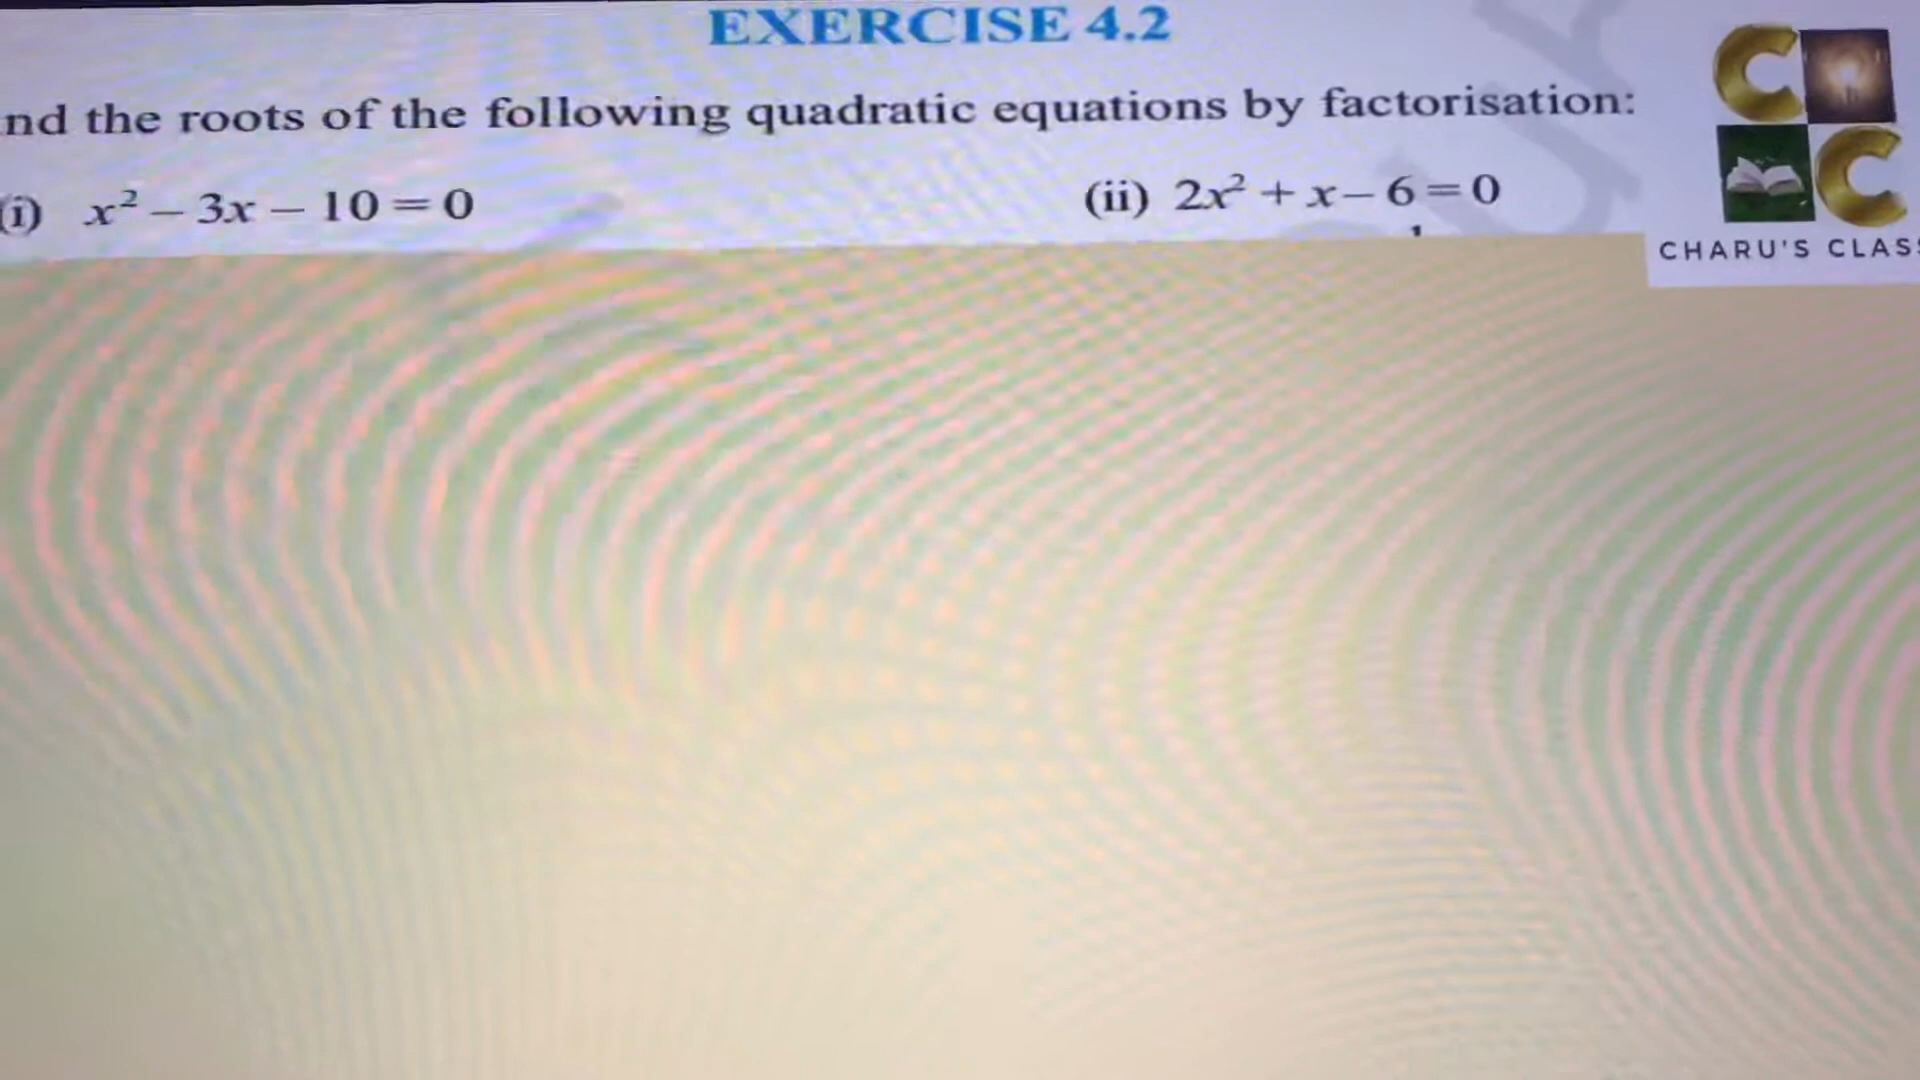 EXERCISE 4.2
nd the roots of the following quadratic equations by factorisation:
(i) x² – 3x – 10 = 0
(ii) 2x² + x – 6 = 0
CHARU'S CLAS